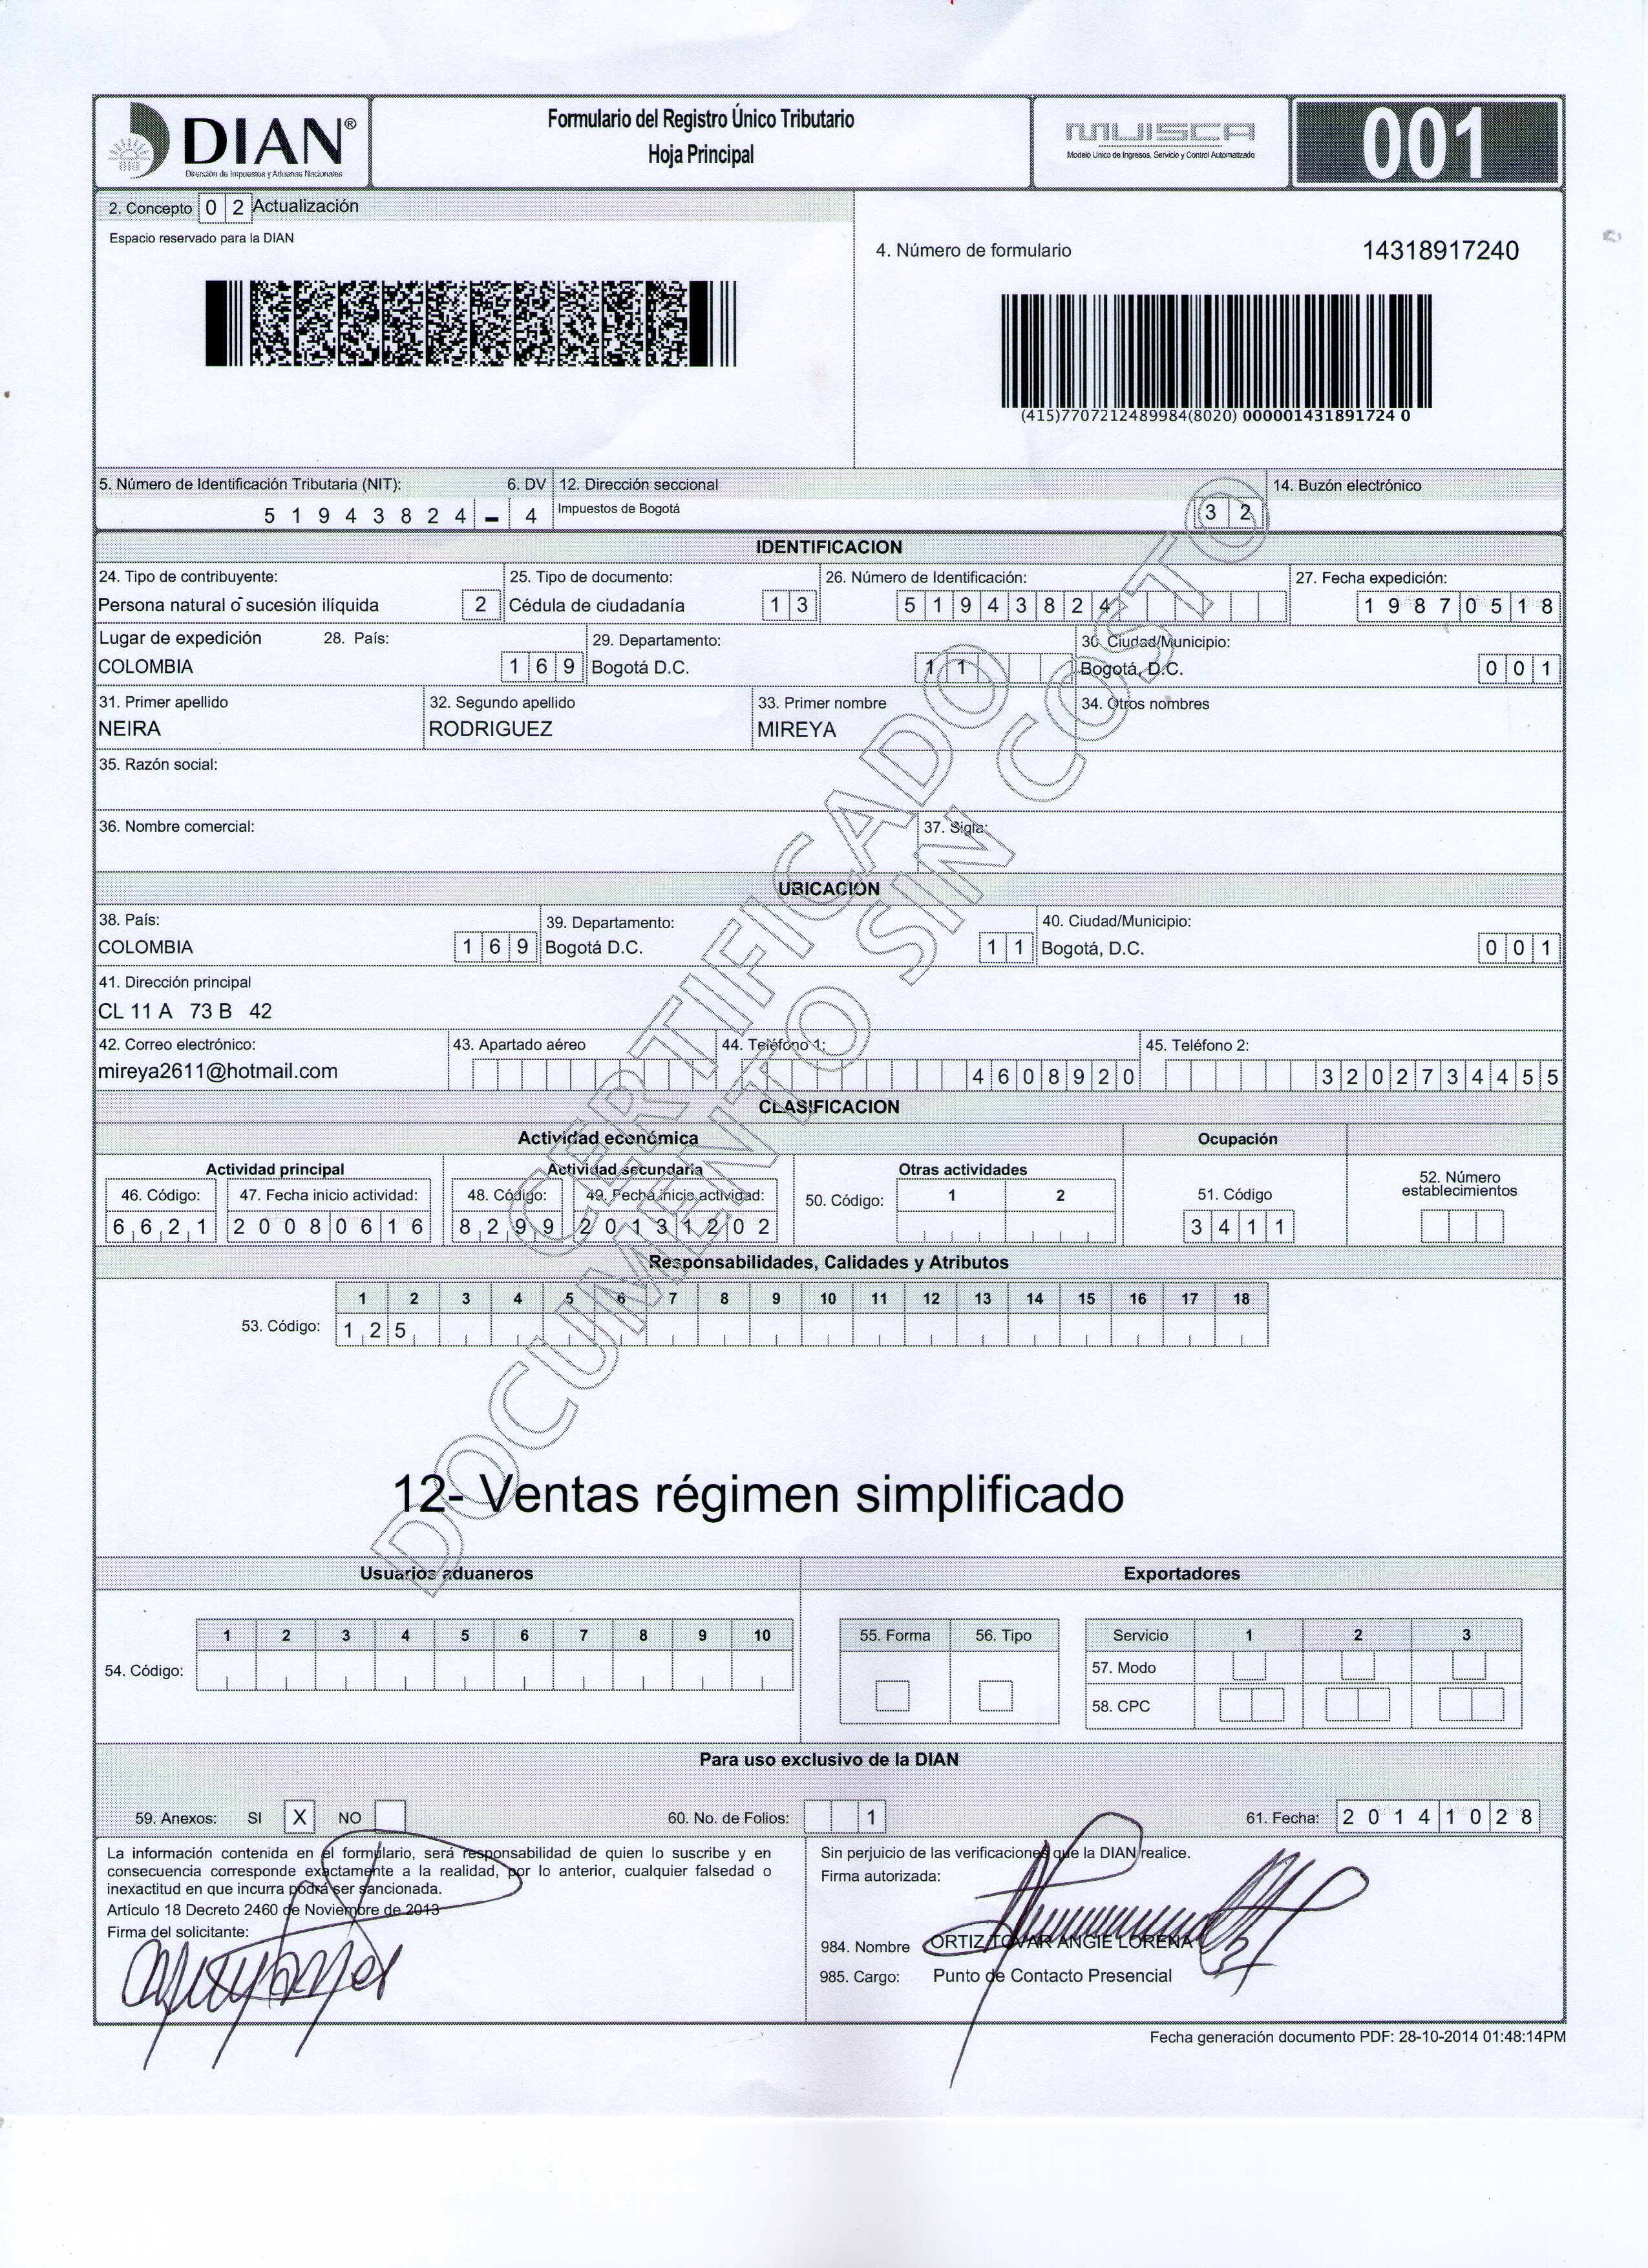 DIAN®
Dirección de Impuestos y Aduanas Nacionales
Formulario del Registro Único Tributario
Hoja Principal
MUISCA
Modelo Unico de Ingresos, Servicio y Control Automatizado
001
2. Concepto 0 2 Actualización
Espacio reservado para la DIAN
4. Número de formulario 14318917240
(415)7707212489984(8020) 000001431891724 0
5. Número de Identificación Tributaria (NIT): 6. DV 12. Dirección seccional 14. Buzón electrónico
5 1 9 4 3 8 2 4 - 4 Impuestos de Bogotá 3 2
IDENTIFICACION
24. Tipo de contribuyente: 25. Tipo de documento: 26. Número de Identificación: 27. Fecha expedición:
Persona natural o sucesión ilíquida 2 Cédula de ciudadanía 1 3 5 1 9 4 3 8 2 4 1 9 8 7 0 5 1 8
Lugar de expedición 28. País: 29. Departamento: 30. Ciudad/Municipio:
COLOMBIA 1 6 9 Bogotá D.C. 1 1 Bogotá, D.C. 0 0 1
31. Primer apellido 32. Segundo apellido 33. Primer nombre 34. Otros nombres
NEIRA RODRIGUEZ MIREYA
35. Razón social:
36. Nombre comercial: 37. Sigla:
UBICACION
38. País: 39. Departamento: 40. Ciudad/Municipio:
COLOMBIA 1 6 9 Bogotá D.C. 1 1 Bogotá, D.C. 0 0 1
41. Dirección principal
CL 11 A 73 B 42
42. Correo electrónico: 43. Apartado aéreo 44. Teléfono 1: 45. Teléfono 2:
mireya2611@hotmail.com 4 6 0 8 9 2 0 3 2 0 2 7 3 4 4 5 5
CLASIFICACION
Actividad económica Ocupación
Actividad principal Actividad secundaria Otras actividades 52. Número establecimientos
46. Código: 47. Fecha inicio actividad: 48. Código: 49. Fecha inicio actividad: 50. Código: 1 2 51. Código
6 6 2 1 2 0 0 8 0 6 1 6 8 2 9 9 2 0 1 3 1 2 0 2 3 4 1 1
Responsabilidades, Calidades y Atributos
1 2 3 4 5 6 7 8 9 10 11 12 13 14 15 16 17 18
53. Código: 1 2 5
12- Ventas régimen simplificado
CERTIFICADO
DOCUMENTO SIN COSTO
Usuarios aduaneros Exportadores
1 2 3 4 5 6 7 8 9 10 55. Forma 56. Tipo Servicio 1 2 3
54. Código: 57. Modo
58. CPC
Para uso exclusivo de la DIAN
59. Anexos: SI X NO 60. No. de Folios: 1 61. Fecha: 2 0 1 4 1 0 2 8
La información contenida en el formulario, será responsabilidad de quien lo suscribe y en
consecuencia corresponde exactamente a la realidad, por lo anterior, cualquier falsedad o
inexactitud en que incurra podrá ser sancionada.
Artículo 18 Decreto 2460 de Noviembre de 2013
Firma del solicitante:
Sin perjuicio de las verificaciones que la DIAN realice.
Firma autorizada:
984. Nombre ORTIZ TOVAR ANGIE LORENA
985. Cargo: Punto de Contacto Presencial
Fecha generación documento PDF: 28-10-2014 01:48:14PM